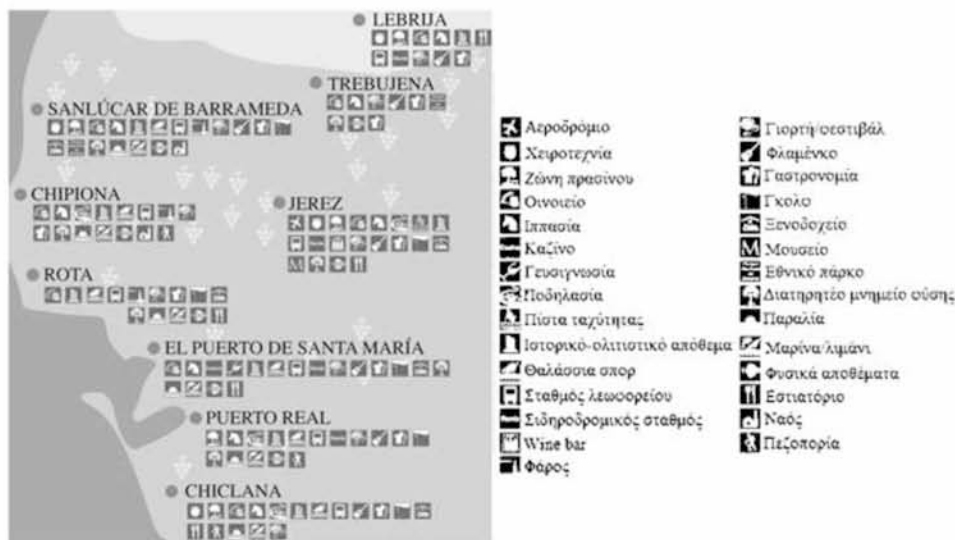 LEBRIJA
TREBUJENA
SANLÚCAR DE BARRAMEDA
CHIPIONA
JEREZ
ROTA
EL PUERTO DE SANTA MARÍA
PUERTO REAL
CHICLANA
Αεροδρόμιο
Χειροτεχνία
Ζώνη πρασίνου
Οινοιείο
Ιππασία
Καζίνο
Γευσιγνωσία
Ποδηλασία
Πίστα ταχύτητας
Ιστορικό-ολιτιστικό απόθεμα
Θαλάσσια σπορ
Σταθμός λεωφορείου
Σιδηροδρομικός σταθμός
Wine bar
Φάρος
Γιορτή/φεστιβάλ
Φλαμένκο
Γαστρονομία
Γκολφ
Ξενοδοχείο
M Μουσείο
Εθνικό πάρκο
Διατηρητέο μνημείο φύσης
Παραλία
Μαρίνα/λιμάνι
Φυσικά αποθέματα
Εστιατόριο
Ναός
Πεζοπορία